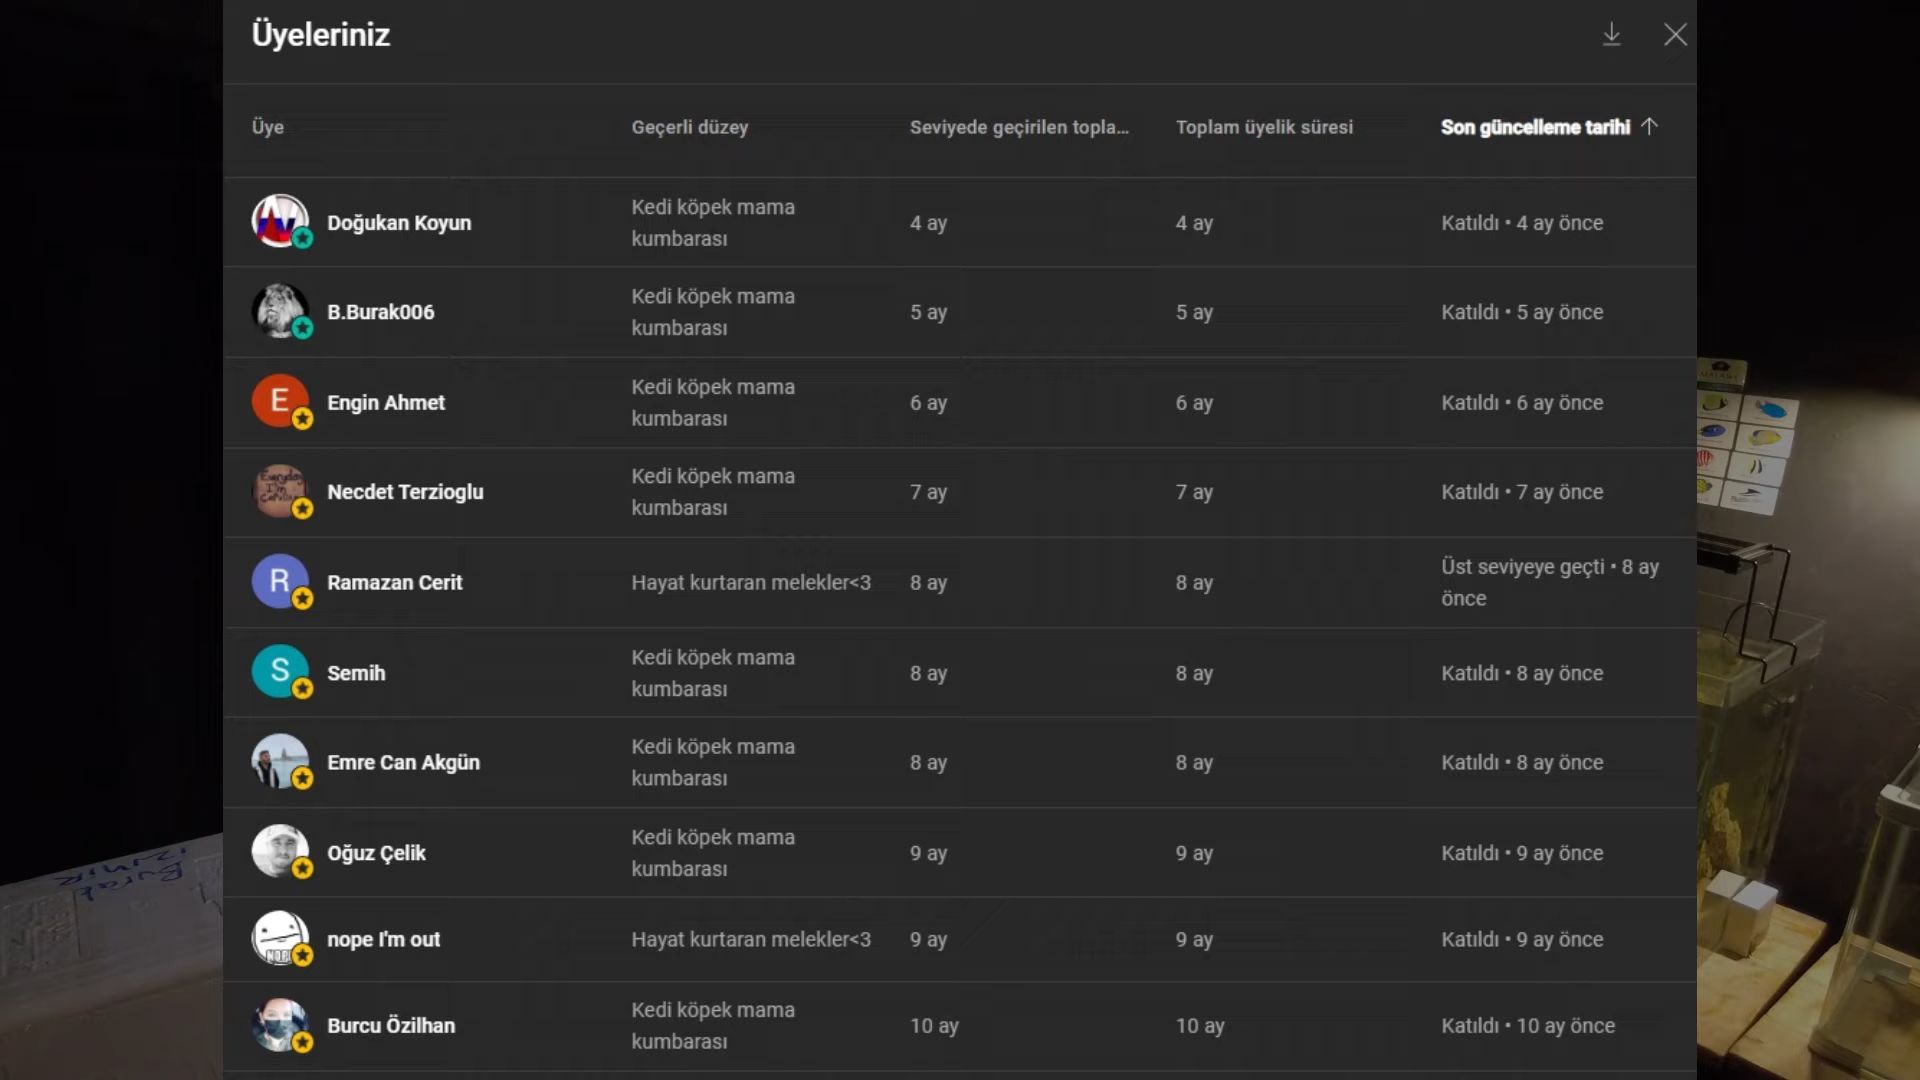 Üyeleriniz
Üye
Geçerli düzey
Seviyede geçirilen topla...
Toplam üyelik süresi
Son güncelleme tarihi
Doğukan Koyun
Kedi köpek mama
kumbarası
4 ay
4 ay
Katıldı • 4 ay önce
B.Burak006
Kedi köpek mama
kumbarası
5 ay
5 ay
Katıldı • 5 ay önce
E
Engin Ahmet
Kedi köpek mama
kumbarası
6 ay
6 ay
Katıldı • 6 ay önce
Everyday
I'm
Necdet Terzioglu
Kedi köpek mama
kumbarası
7 ay
7 ay
Katıldı • 7 ay önce
R
Ramazan Cerit
Hayat kurtaran melekler<3
8 ay
8 ay
Üst seviyeye geçti • 8 ay
önce
S
Semih
Kedi köpek mama
kumbarası
8 ay
8 ay
Katıldı • 8 ay önce
Emre Can Akgün
Kedi köpek mama
kumbarası
8 ay
8 ay
Katıldı • 8 ay önce
Oğuz Çelik
Kedi köpek mama
kumbarası
9 ay
9 ay
Katıldı • 9 ay önce
nope I'm out
Hayat kurtaran melekler<3
9 ay
9 ay
Katıldı • 9 ay önce
Burcu Özilhan
Kedi köpek mama
kumbarası
10 ay
10 ay
Katıldı • 10 ay önce
Burak
İZMİR